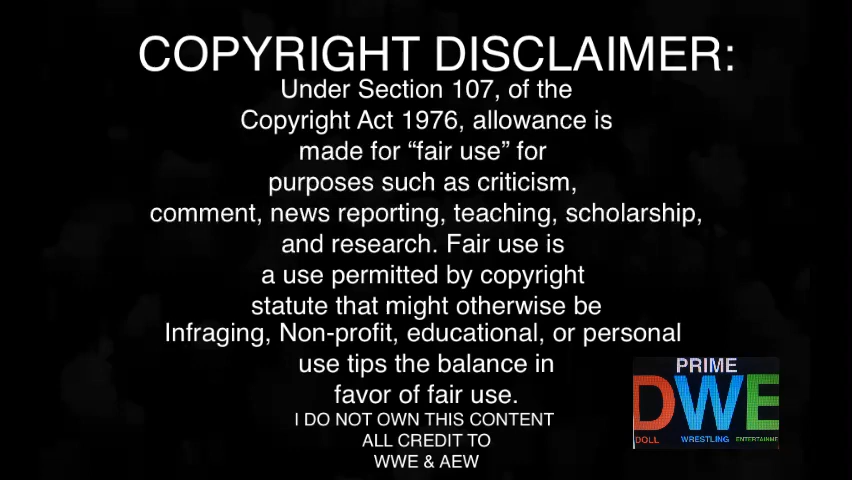 COPYRIGHT DISCLAIMER:
Under Section 107, of the
Copyright Act 1976, allowance is
made for “fair use” for
purposes such as criticism,
comment, news reporting, teaching, scholarship,
and research. Fair use is
a use permitted by copyright
statute that might otherwise be
Infraging, Non-profit, educational, or personal
use tips the balance in
favor of fair use.
I DO NOT OWN THIS CONTENT
ALL CREDIT TO
WWE & AEW
PRIME
DWE
DOLL WRESTLING ENTERTAINME